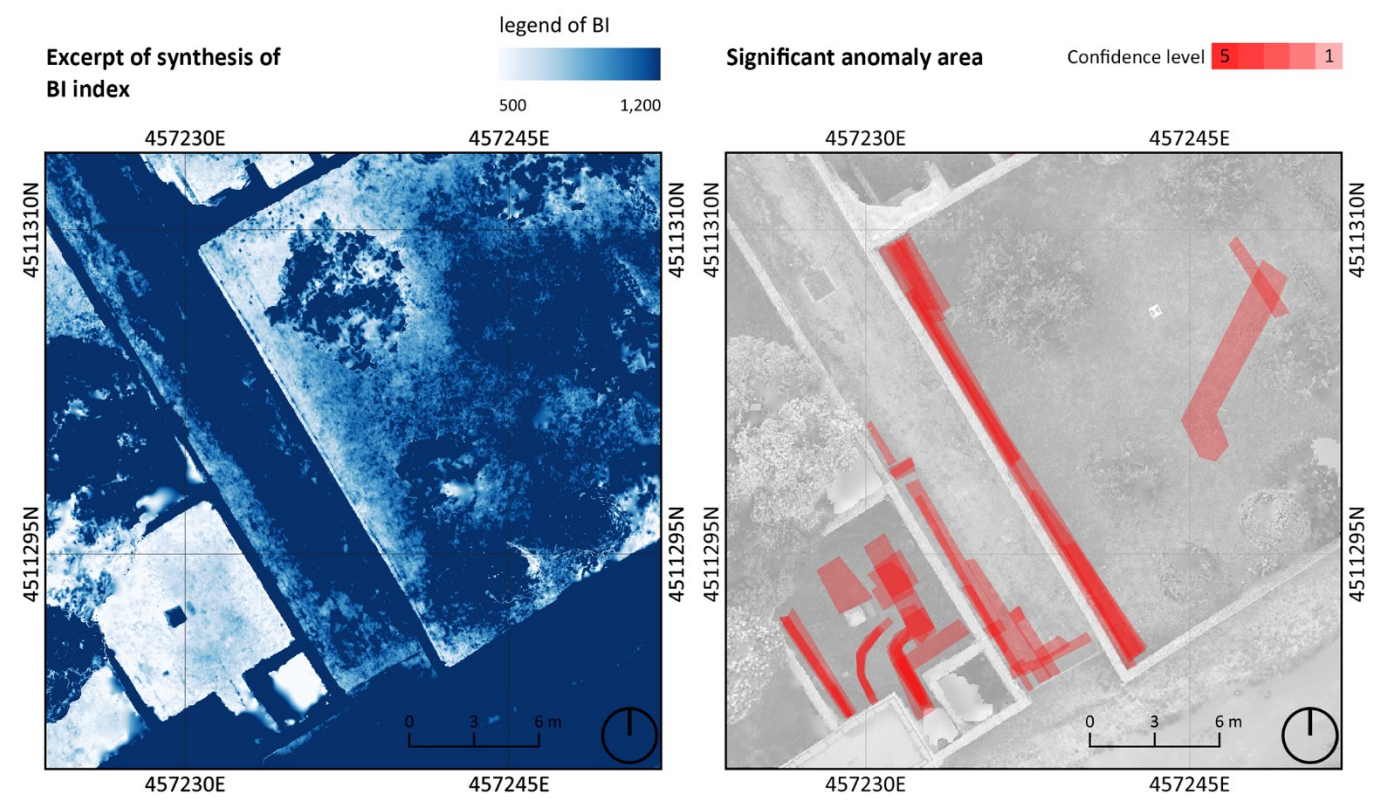 legend of BI
Excerpt of synthesis of
BI index
500
1,200
Significant anomaly area
Confidence level
5
1
457230E
457245E
457230E
457245E
4511310N
4511310N
4511310N
4511310N
4511295N
4511295N
4511295N
4511295N
0
3
6 m
0
3
6 m
457230E
457245E
457230E
457245E